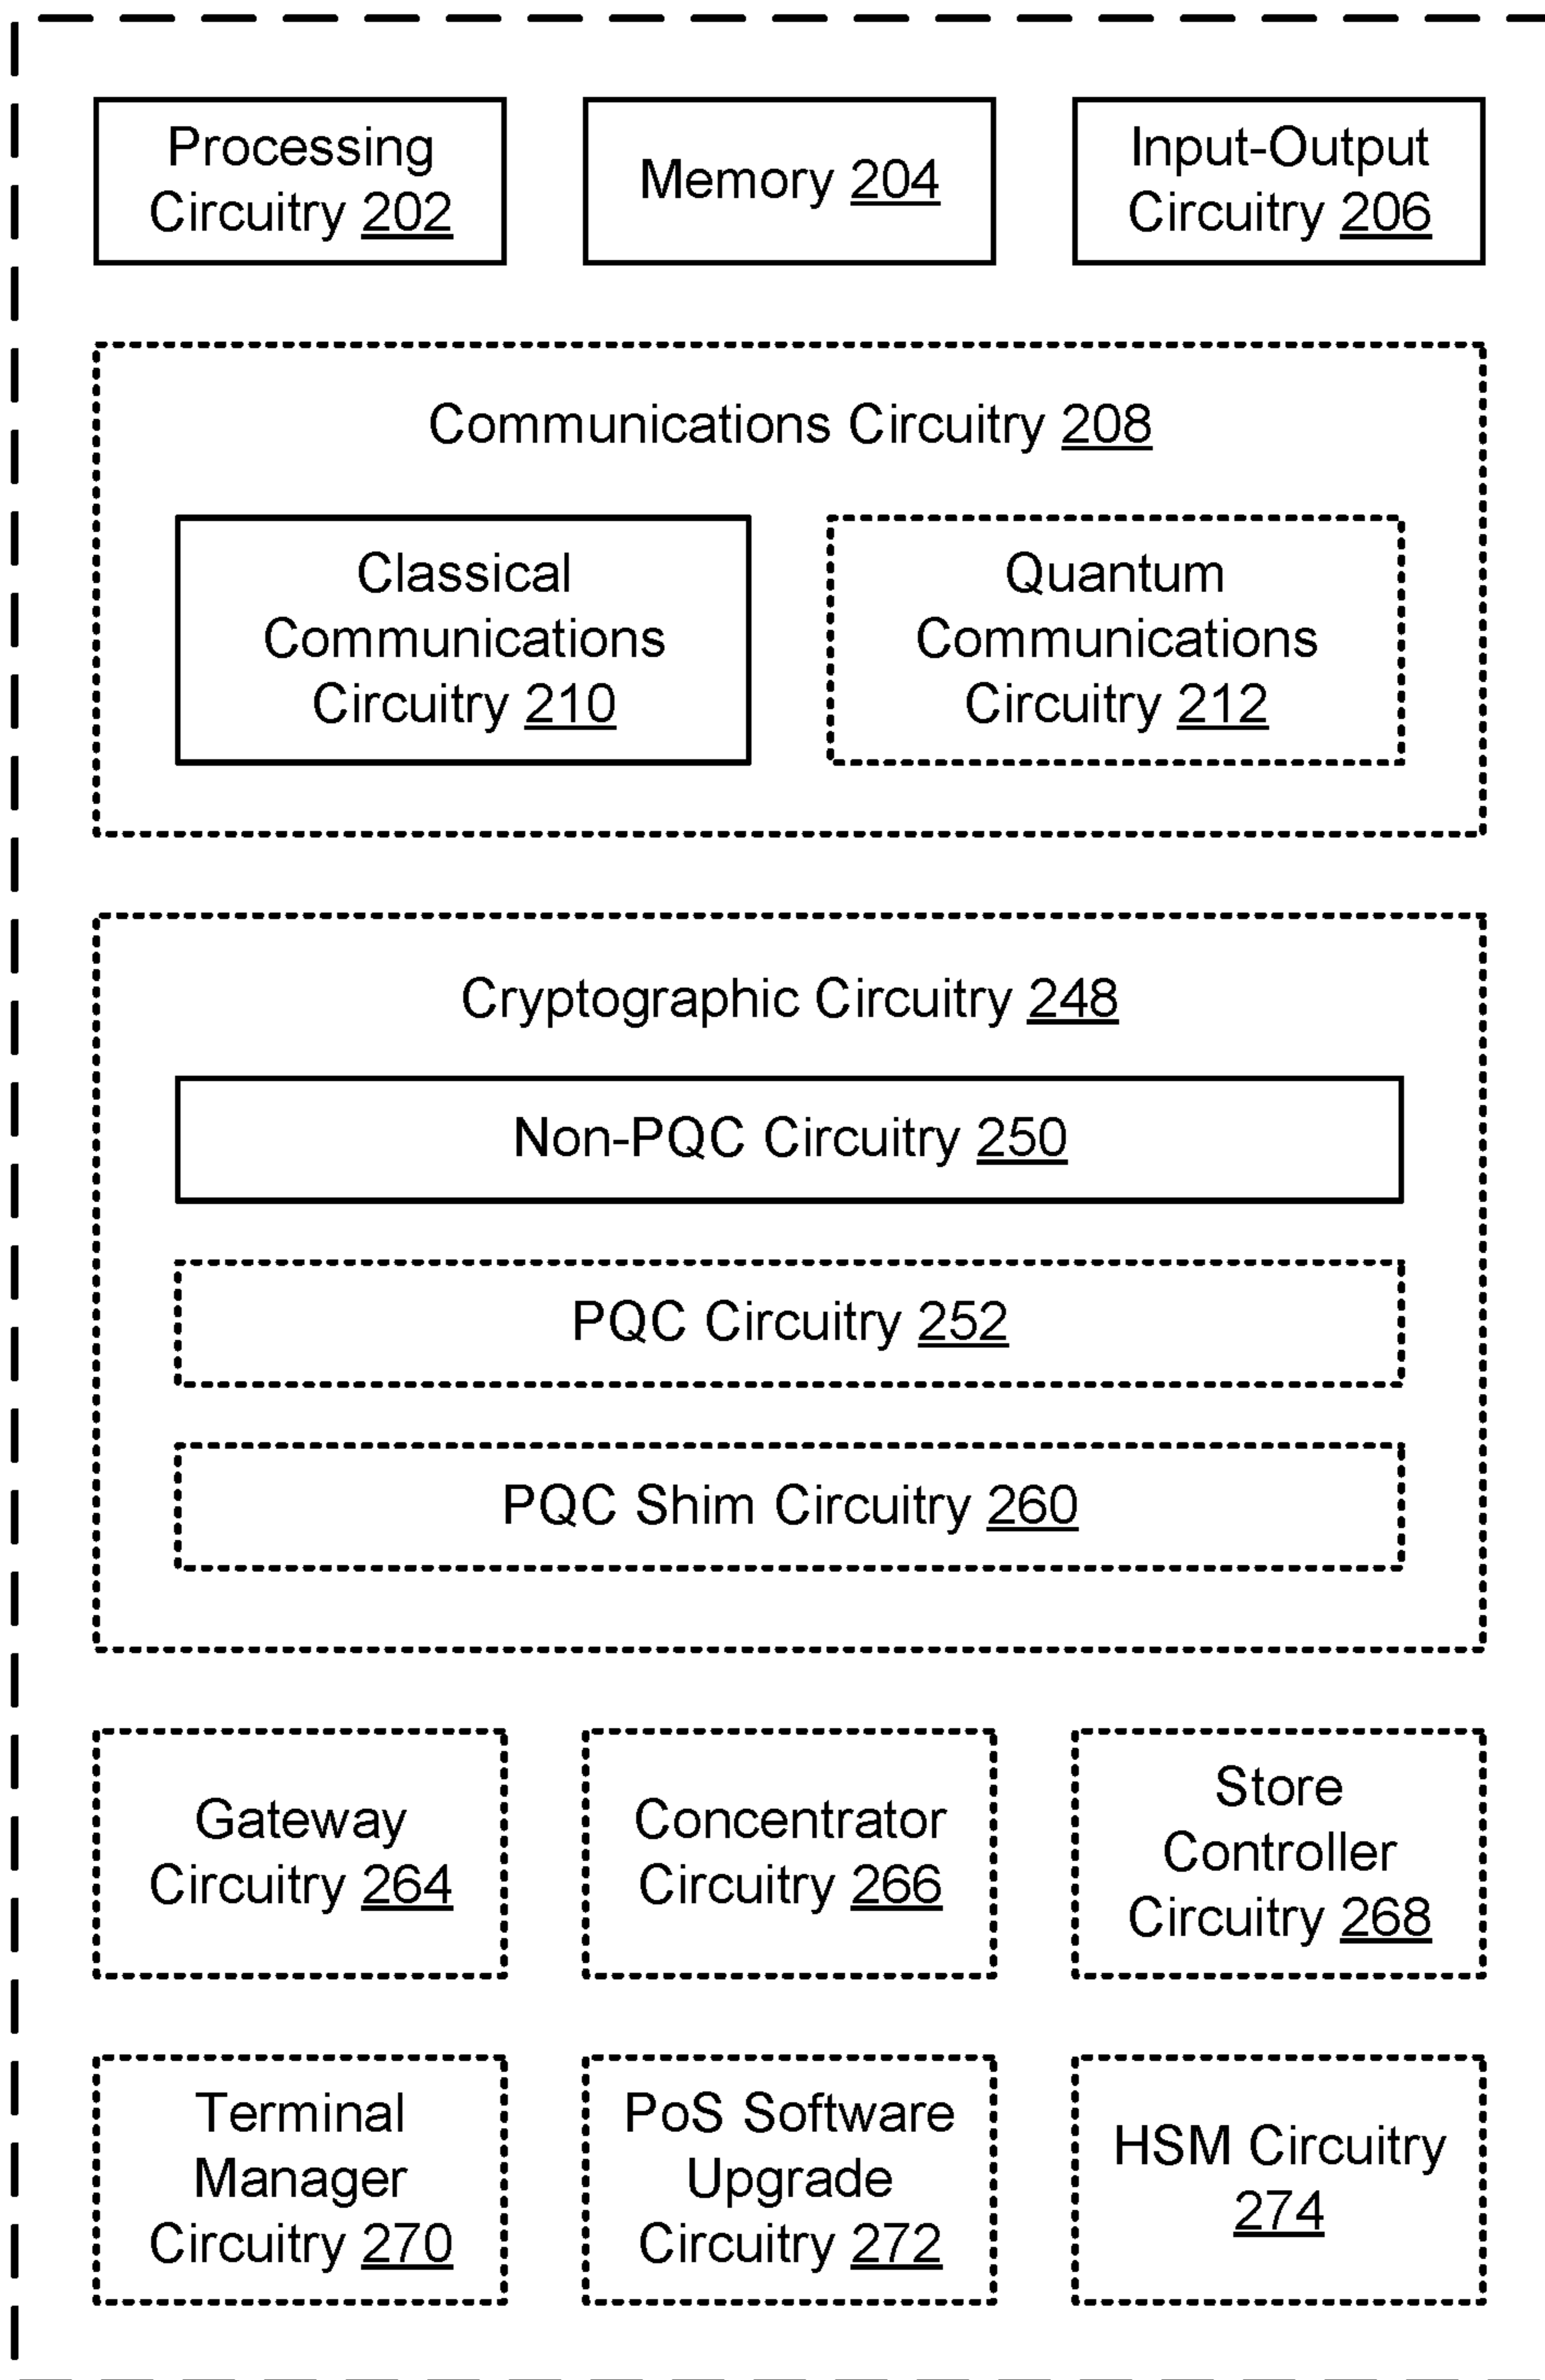 Processing
Circuitry 202
Memory 204
Input-Output
Circuitry 206
Communications Circuitry 208
Classical
Communications
Circuitry 210
Quantum
Communications
Circuitry 212
Cryptographic Circuitry 248
Non-PQC Circuitry 250
PQC Circuitry 252
PQC Shim Circuitry 260
Gateway
Circuitry 264
Concentrator
Circuitry 266
Store
Controller
Circuitry 268
Terminal
Manager
Circuitry 270
PoS Software
Upgrade
Circuitry 272
HSM Circuitry
274